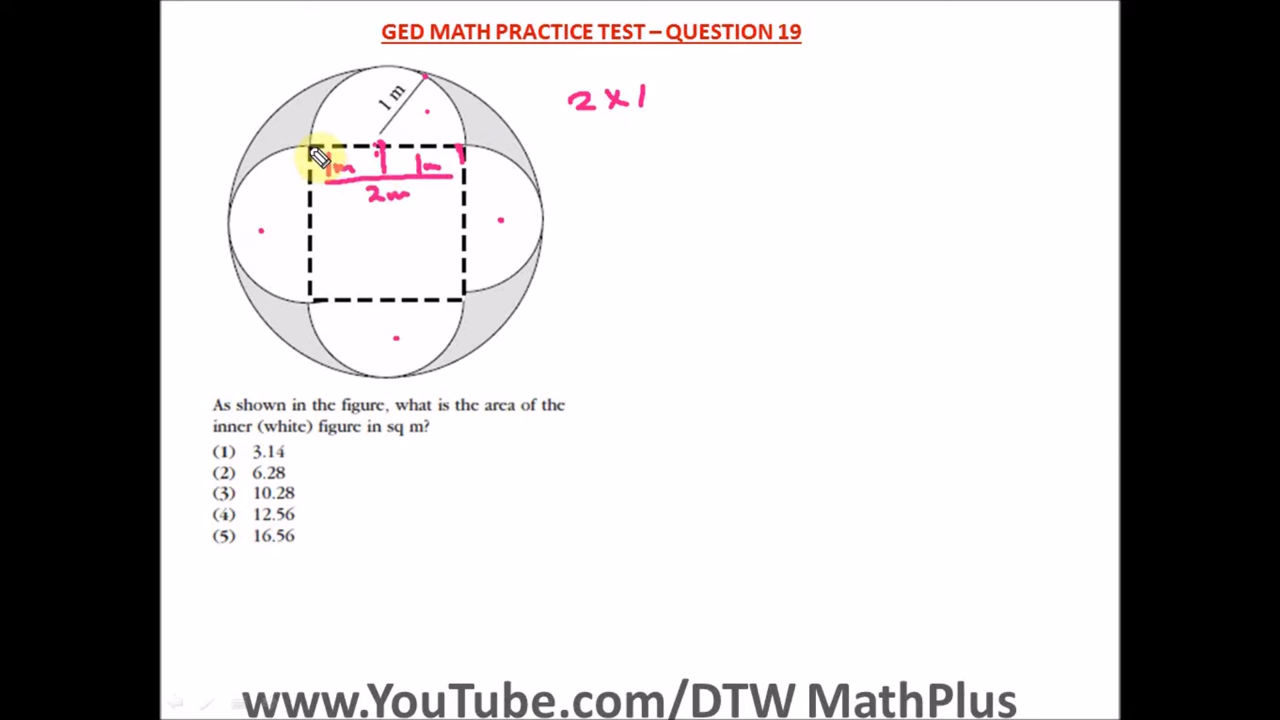 GED MATH PRACTICE TEST – QUESTION 19
1 m
2 x 1
1m 1m
2m
As shown in the figure, what is the area of the
inner (white) figure in sq m?
(1) 3.14
(2) 6.28
(3) 10.28
(4) 12.56
(5) 16.56
www.YouTube.com/DTW MathPlus